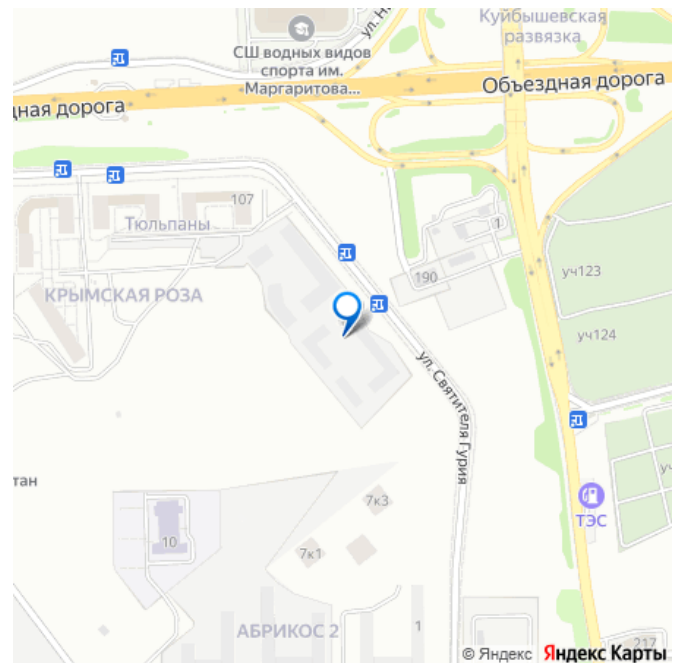 Куйбышевская
развязка
ул. Н
СШ водных видов
спорта им.
Маргаритова...
Объездная дорога
дная дорога
107
Тюльпаны
1
190
уч123
КРЫМСКАЯ РОЗА
уч124
ул. Святителя Гурия
тан
7к3
ТЭС
10
7к1
АБРИКОС 2
1
217
© Яндекс Яндекс Карты